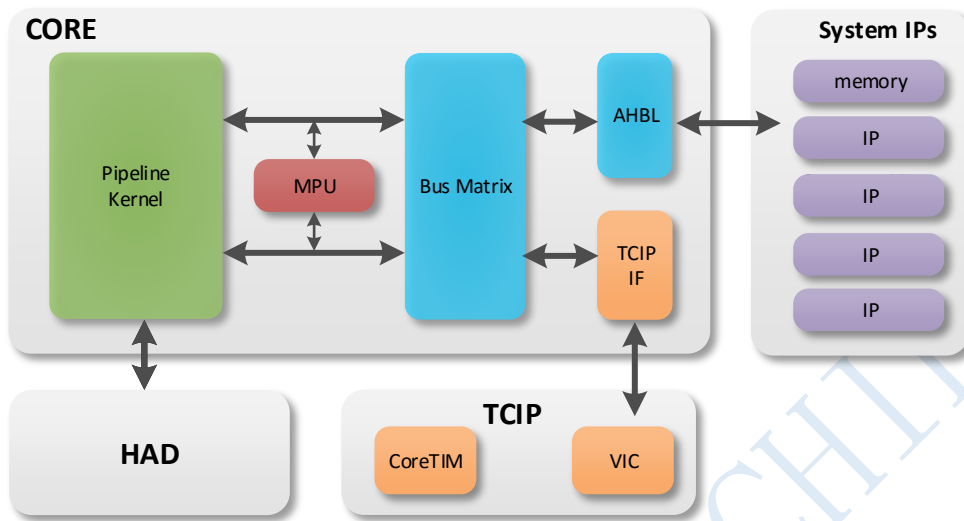 CORE
Pipeline
Kernel
MPU
Bus Matrix
AHBL
TCIP
IF
System IPs
memory
IP
IP
IP
IP
HAD
TCIP
CoreTIM
VIC